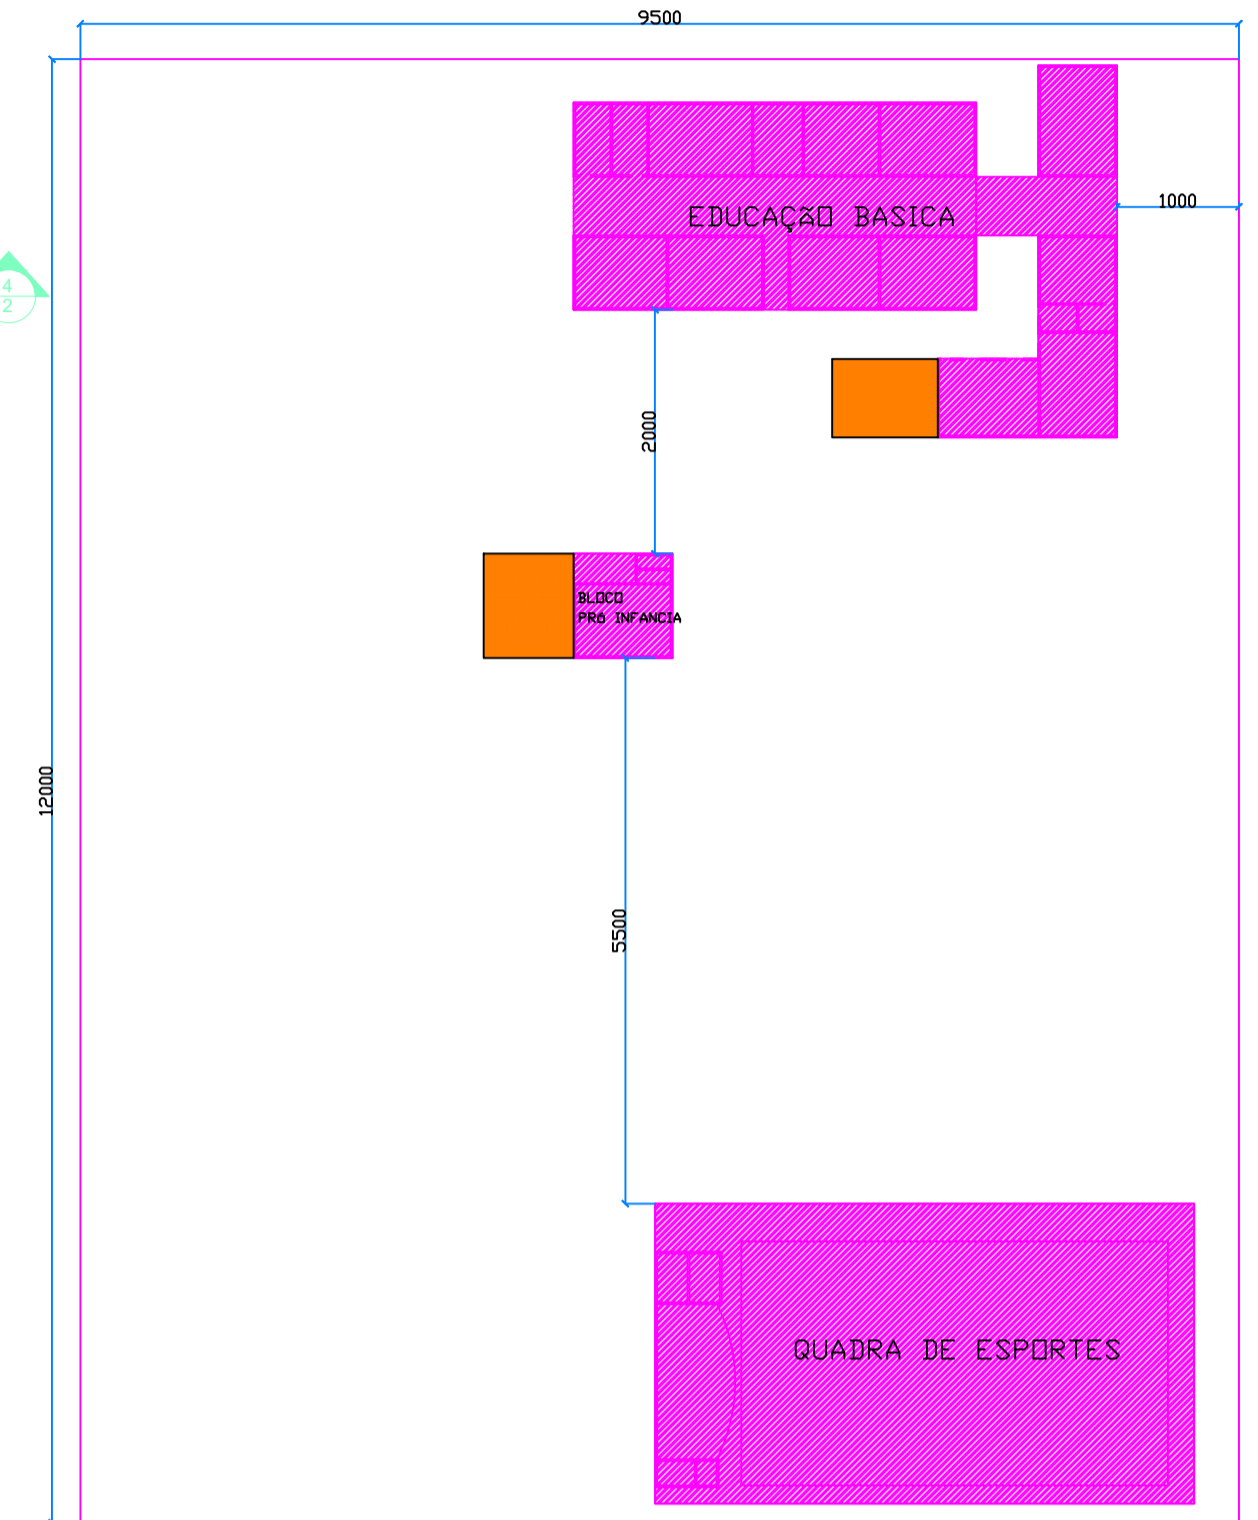 9500
EDUCAÇÃO BASICA
1000
4
2
2000
BLOCO
PRÓ INFANCIA
12000
5500
QUADRA DE ESPORTES